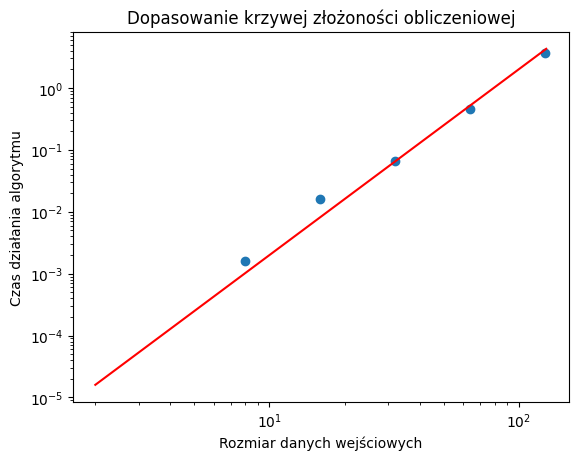 Dopasowanie krzywej złożoności obliczeniowej
Czas działania algorytmu
10⁰
10⁻¹
10⁻²
10⁻³
10⁻⁴
10⁻⁵
10¹
10²
Rozmiar danych wejściowych